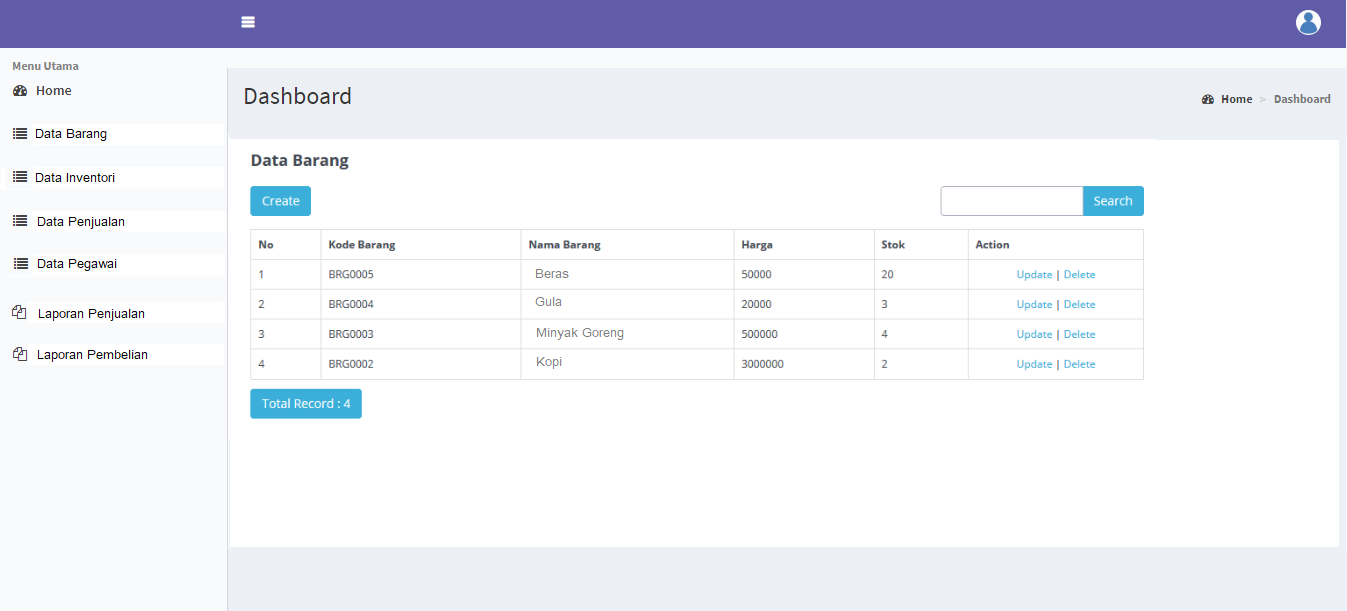 Menu Utama
Home
Data Barang
Data Inventori
Data Penjualan
Data Pegawai
Laporan Penjualan
Laporan Pembelian
Dashboard
Home > Dashboard
Data Barang
Create
Search
No Kode Barang Nama Barang Harga Stok Action
1 BRG0005 Beras 50000 20 Update | Delete
2 BRG0004 Gula 20000 3 Update | Delete
3 BRG0003 Minyak Goreng 500000 4 Update | Delete
4 BRG0002 Kopi 3000000 2 Update | Delete
Total Record : 4